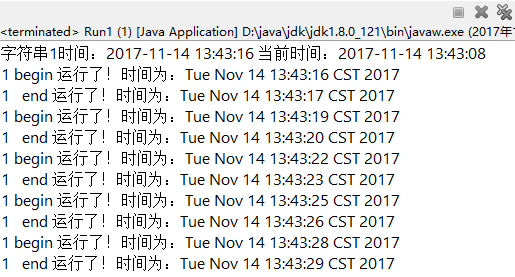 <terminated> Run1 (1) [Java Application] D:\java\jdk\jdk1.8.0_121\bin\javaw.exe (2017年1
字符串1时间：2017-11-14 13:43:16 当前时间：2017-11-14 13:43:08
1 begin 运行了！时间为：Tue Nov 14 13:43:16 CST 2017
1   end 运行了！时间为：Tue Nov 14 13:43:17 CST 2017
1 begin 运行了！时间为：Tue Nov 14 13:43:19 CST 2017
1   end 运行了！时间为：Tue Nov 14 13:43:20 CST 2017
1 begin 运行了！时间为：Tue Nov 14 13:43:22 CST 2017
1   end 运行了！时间为：Tue Nov 14 13:43:23 CST 2017
1 begin 运行了！时间为：Tue Nov 14 13:43:25 CST 2017
1   end 运行了！时间为：Tue Nov 14 13:43:26 CST 2017
1 begin 运行了！时间为：Tue Nov 14 13:43:28 CST 2017
1   end 运行了！时间为：Tue Nov 14 13:43:29 CST 2017